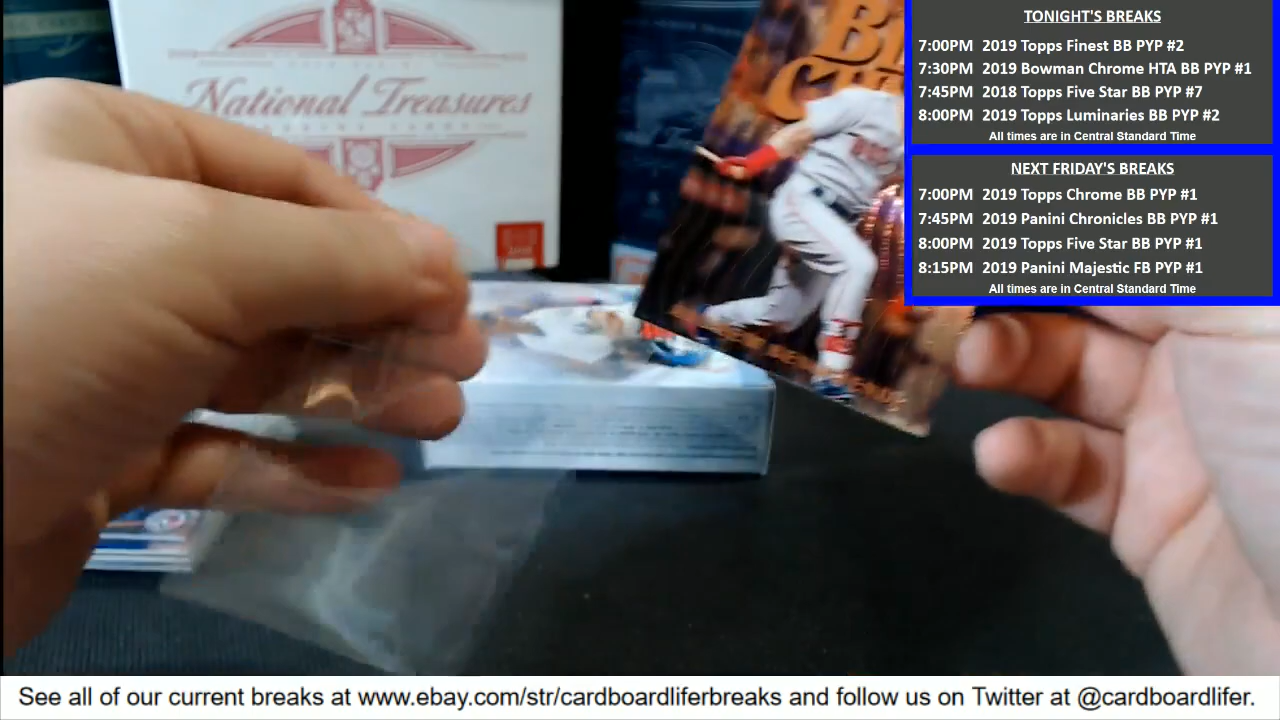 National Treasures
TONIGHT'S BREAKS
7:00PM 2019 Topps Finest BB PYP #2
7:30PM 2019 Bowman Chrome HTA BB PYP #1
7:45PM 2018 Topps Five Star BB PYP #7
8:00PM 2019 Topps Luminaries BB PYP #2
All times are in Central Standard Time
NEXT FRIDAY'S BREAKS
7:00PM 2019 Topps Chrome BB PYP #1
7:45PM 2019 Panini Chronicles BB PYP #1
8:00PM 2019 Topps Five Star BB PYP #1
8:15PM 2019 Panini Majestic FB PYP #1
All times are in Central Standard Time
See all of our current breaks at www.ebay.com/str/cardboardliferbreaks and follow us on Twitter at @cardboardlifer.